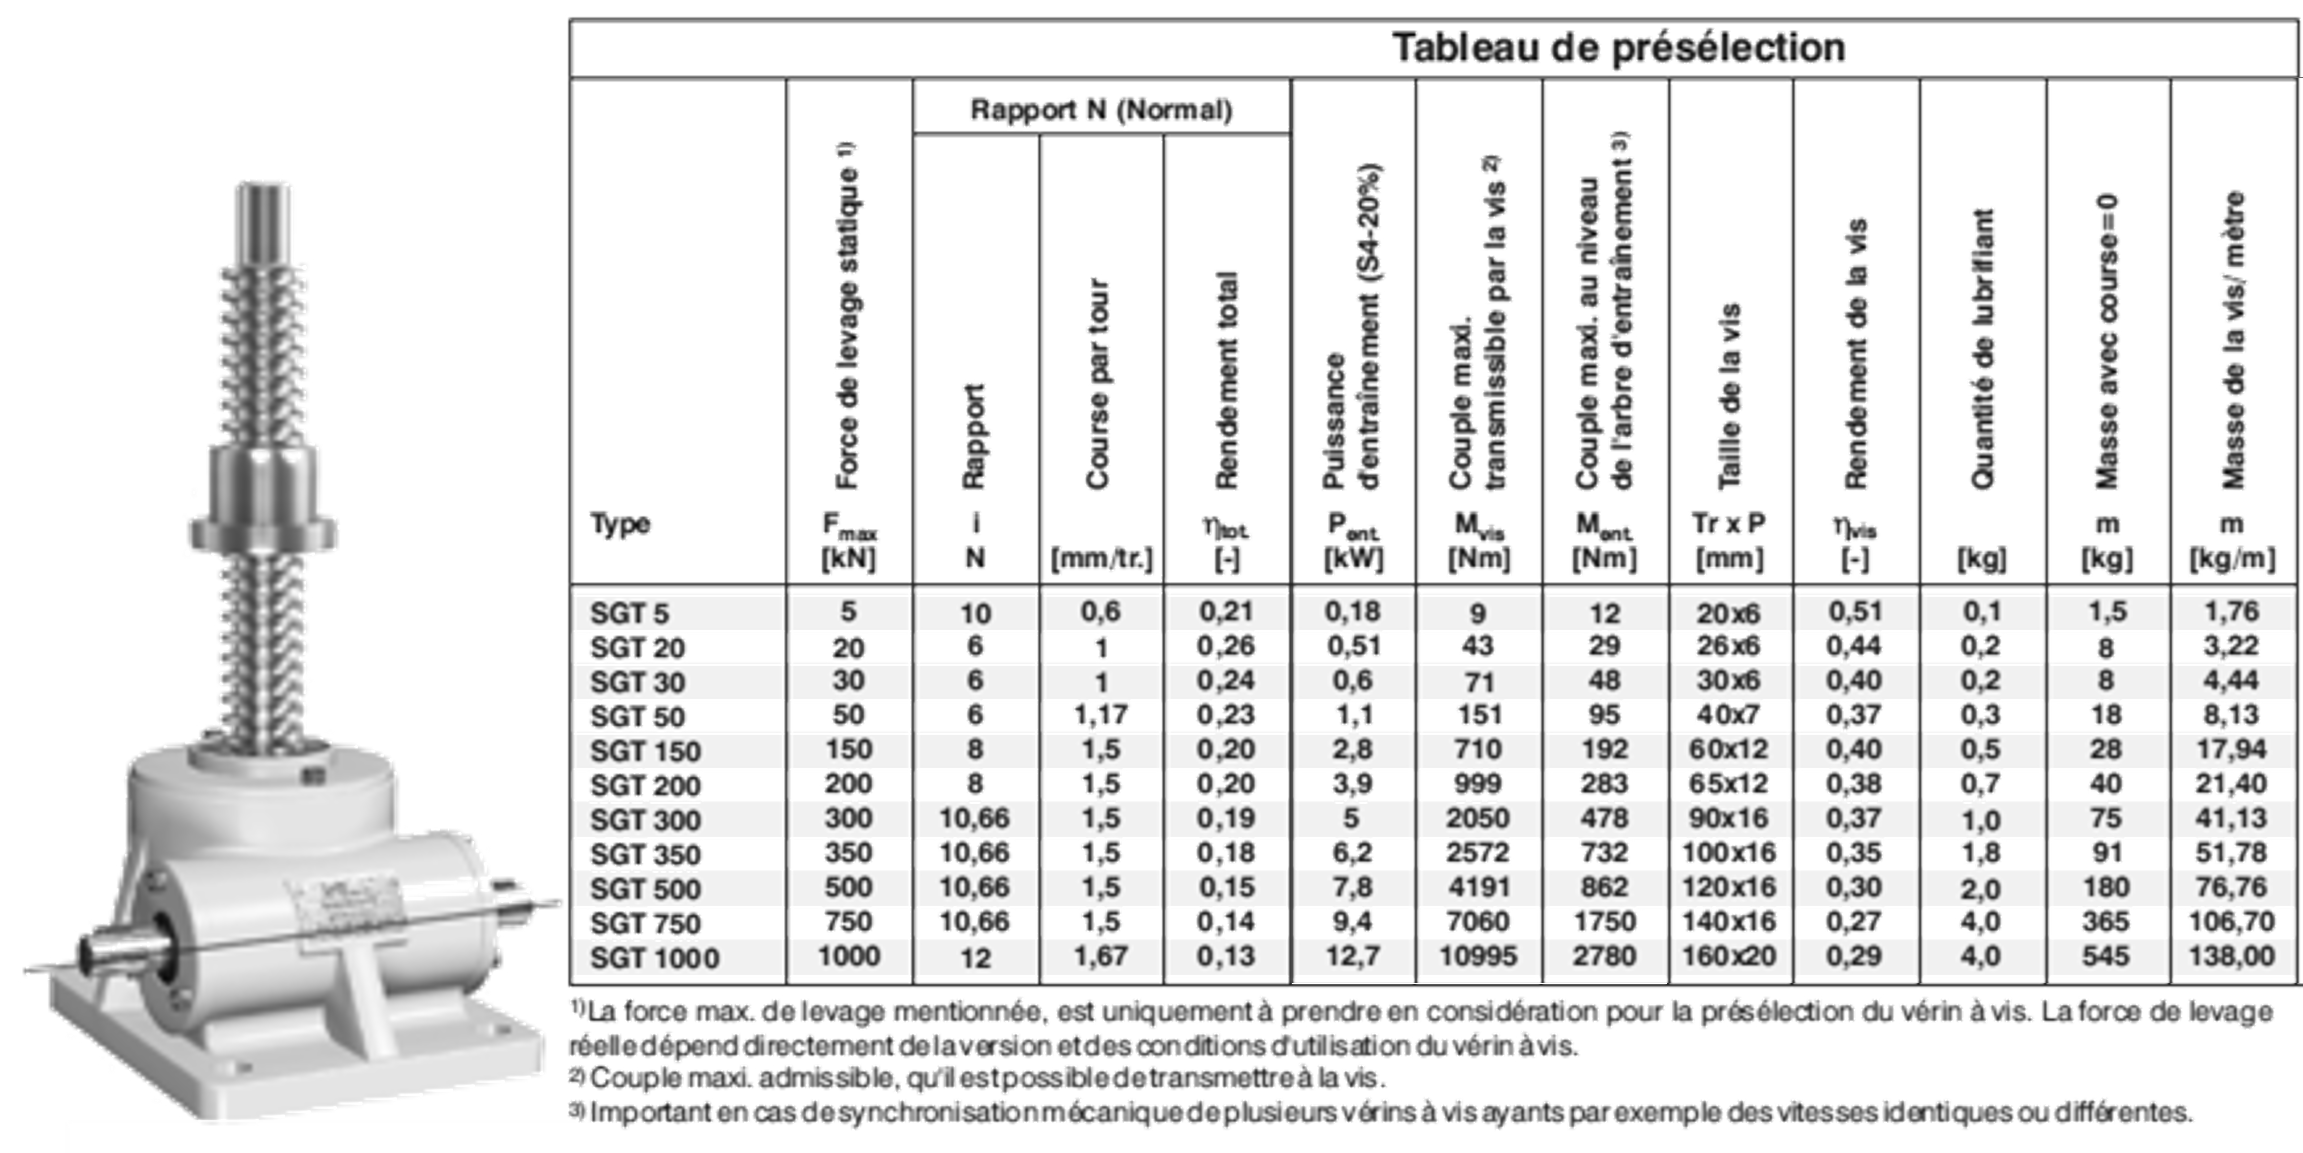 Tableau de présélection
Rapport N (Normal)
Type
Force de levage statique 1)
Fmax
[kN]
Rapport
i
N
Course par tour
[mm/tr.]
Rendement total
ηtot.
[-]
Puissance
d'entraînement (S4-20%)
Pent.
[kW]
Couple maxi.
transmissible par la vis 2)
Mvis
[Nm]
Couple maxi. au niveau
de l'arbre d'entraînement 3)
Ment.
[Nm]
Taille de la vis
Tr x P
[mm]
Rendement de la vis
ηvis
[-]
Quantité de lubrifiant
[kg]
Masse avec course=0
m
[kg]
Masse de la vis/ mètre
m
[kg/m]
SGT 5 5 10 0,6 0,21 0,18 9 12 20x6 0,51 0,1 1,5 1,76
SGT 20 20 6 1 0,26 0,51 43 29 26x6 0,44 0,2 8 3,22
SGT 30 30 6 1 0,24 0,6 71 48 30x6 0,40 0,2 8 4,44
SGT 50 50 6 1,17 0,23 1,1 151 95 40x7 0,37 0,3 18 8,13
SGT 150 150 8 1,5 0,20 2,8 710 192 60x12 0,40 0,5 28 17,94
SGT 200 200 8 1,5 0,20 3,9 999 283 65x12 0,38 0,7 40 21,40
SGT 300 300 10,66 1,5 0,19 5 2050 478 90x16 0,37 1,0 75 41,13
SGT 350 350 10,66 1,5 0,18 6,2 2572 732 100x16 0,35 1,8 91 51,78
SGT 500 500 10,66 1,5 0,15 7,8 4191 862 120x16 0,30 2,0 180 76,76
SGT 750 750 10,66 1,5 0,14 9,4 7060 1750 140x16 0,27 4,0 365 106,70
SGT 1000 1000 12 1,67 0,13 12,7 10995 2780 160x20 0,29 4,0 545 138,00
1) La force max. de levage mentionnée, est uniquement à prendre en considération pour la présélection du vérin à vis. La force de levage
réelle dépend directement de la version et des conditions d'utilisation du vérin à vis.
2) Couple maxi. admissible, qu'il est possible de transmettre à la vis.
3) Important en cas de synchronisation mécanique de plusieurs vérins à vis ayants par exemple des vitesses identiques ou différentes.